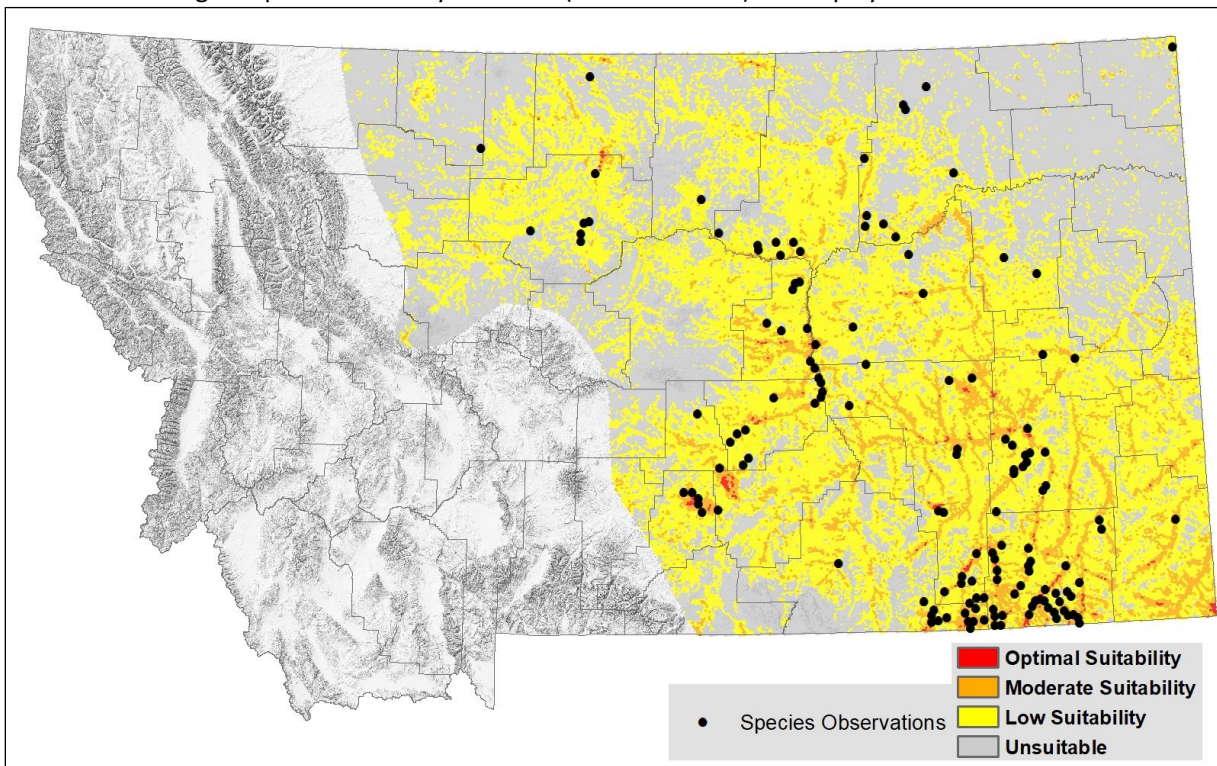 Optimal Suitability
Moderate Suitability
Species Observations
Low Suitability
Unsuitable